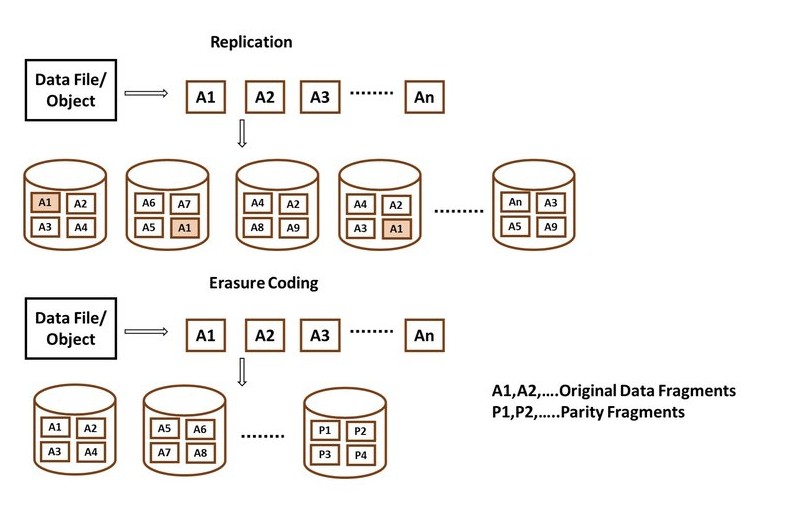 Replication
Data File/
Object
A1 A2 A3 ........ An
A1 A2
A3 A4
A6 A7
A5 A1
A4 A2
A8 A9
A4 A2
A3 A1
.........
An A3
A5 A9
Erasure Coding
Data File/
Object
A1 A2 A3 ........ An
A1 A2
A3 A4
A5 A6
A7 A8
........
P1 P2
P3 P4
A1,A2,....Original Data Fragments
P1,P2,.....Parity Fragments